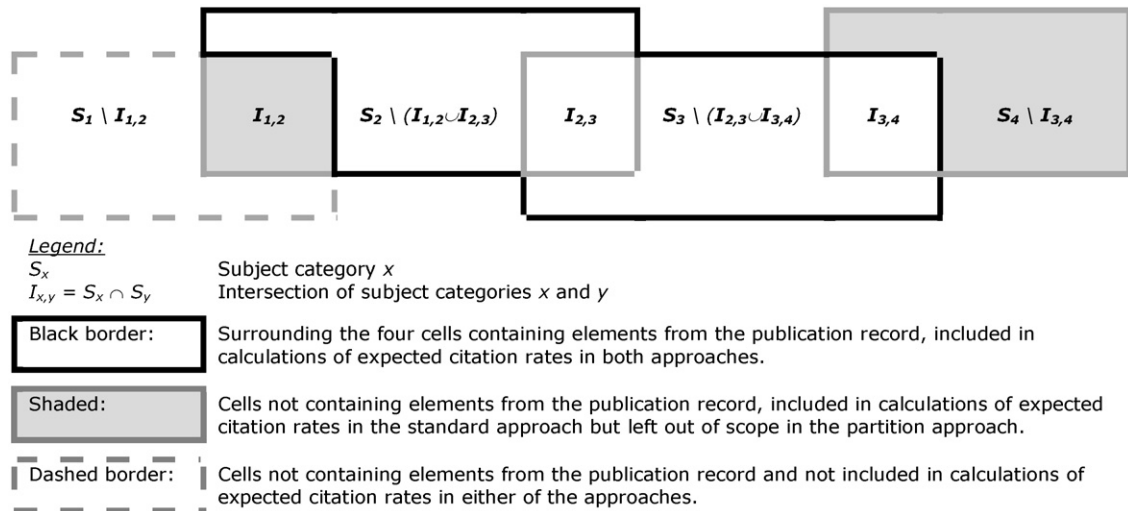 S₁ \ I₁,₂ I₁,₂ S₂ \ (I₁,₂∪I₂,₃) I₂,₃ S₃ \ (I₂,₃∪I₃,₄) I₃,₄ S₄ \ I₃,₄
Legend:
Sₓ Subject category x
Iₓ,ᵧ = Sₓ ∩ Sᵧ Intersection of subject categories x and y
Black border: Surrounding the four cells containing elements from the publication record, included in
calculations of expected citation rates in both approaches.
Shaded: Cells not containing elements from the publication record, included in calculations of expected
citation rates in the standard approach but left out of scope in the partition approach.
Dashed border: Cells not containing elements from the publication record and not included in calculations of
expected citation rates in either of the approaches.